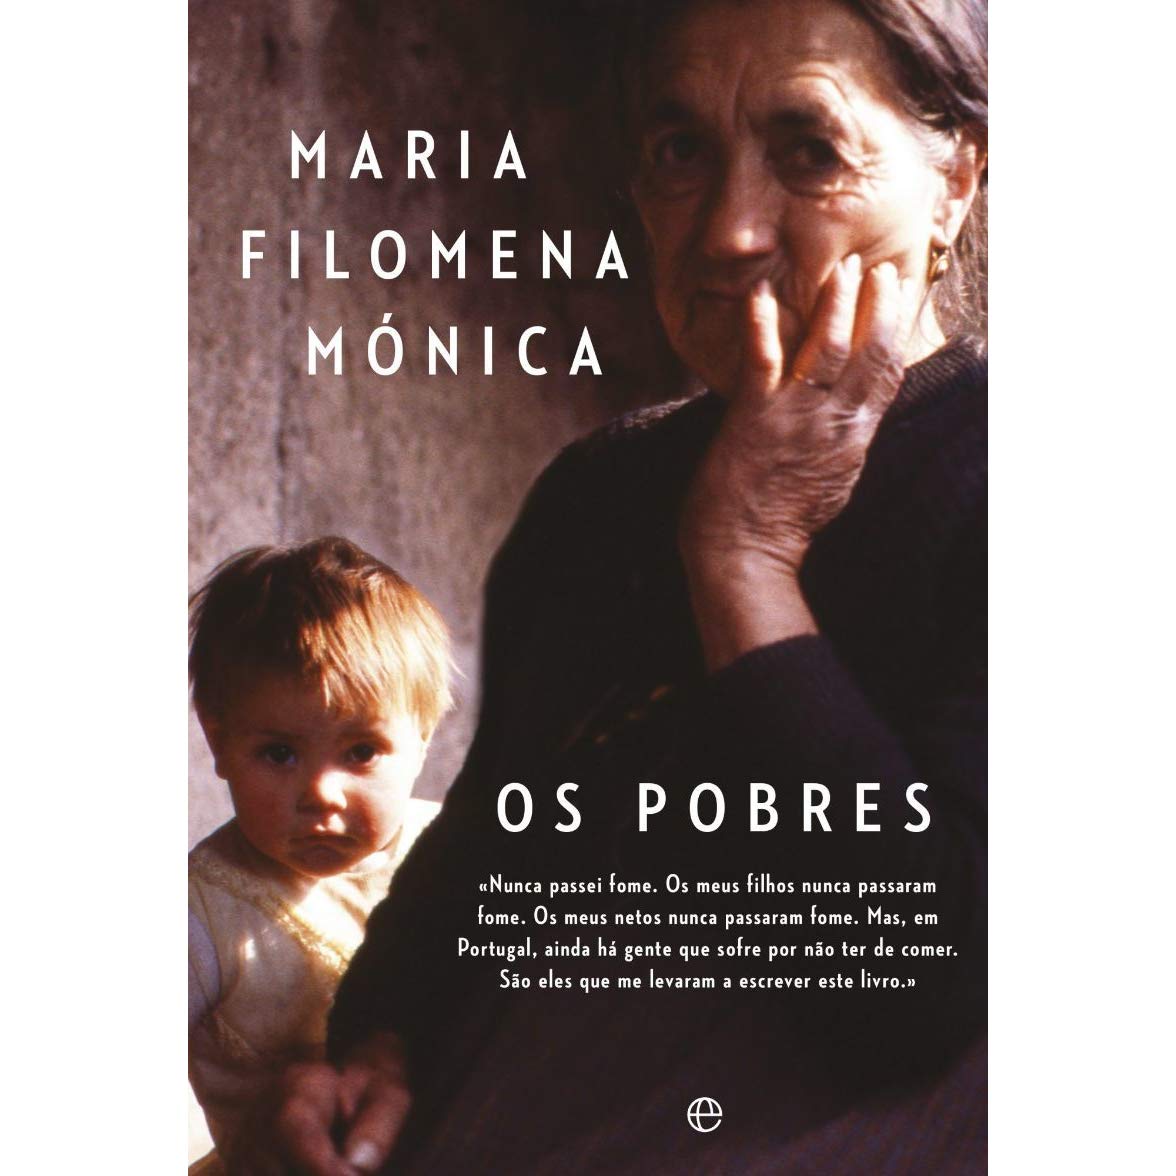 MARIA
FILOMENA
MÓNICA
OS POBRES
«Nunca passei fome. Os meus filhos nunca passaram
fome. Os meus netos nunca passaram fome. Mas, em
Portugal, ainda há gente que sofre por não ter de comer.
São eles que me levaram a escrever este livro.»